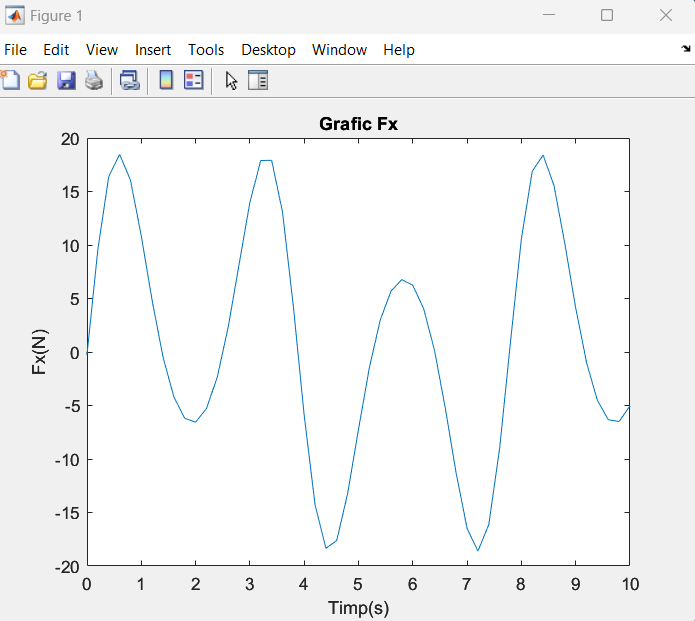 Figure 1
File Edit View Insert Tools Desktop Window Help
Grafic Fx
20
15
10
5
0
-5
-10
-15
-20
Fx(N)
0 1 2 3 4 5 6 7 8 9 10
Timp(s)